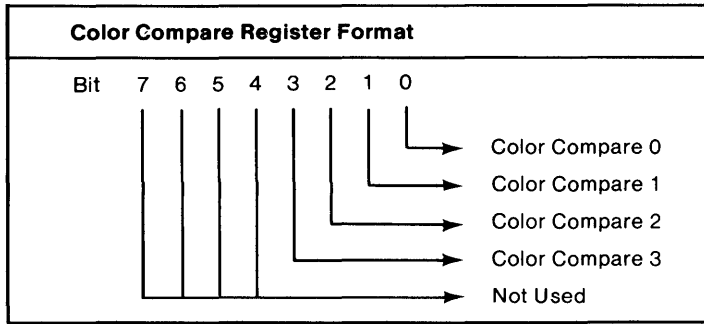 Color Compare Register Format
Bit 7 6 5 4 3 2 1 0
Color Compare 0
Color Compare 1
Color Compare 2
Color Compare 3
Not Used